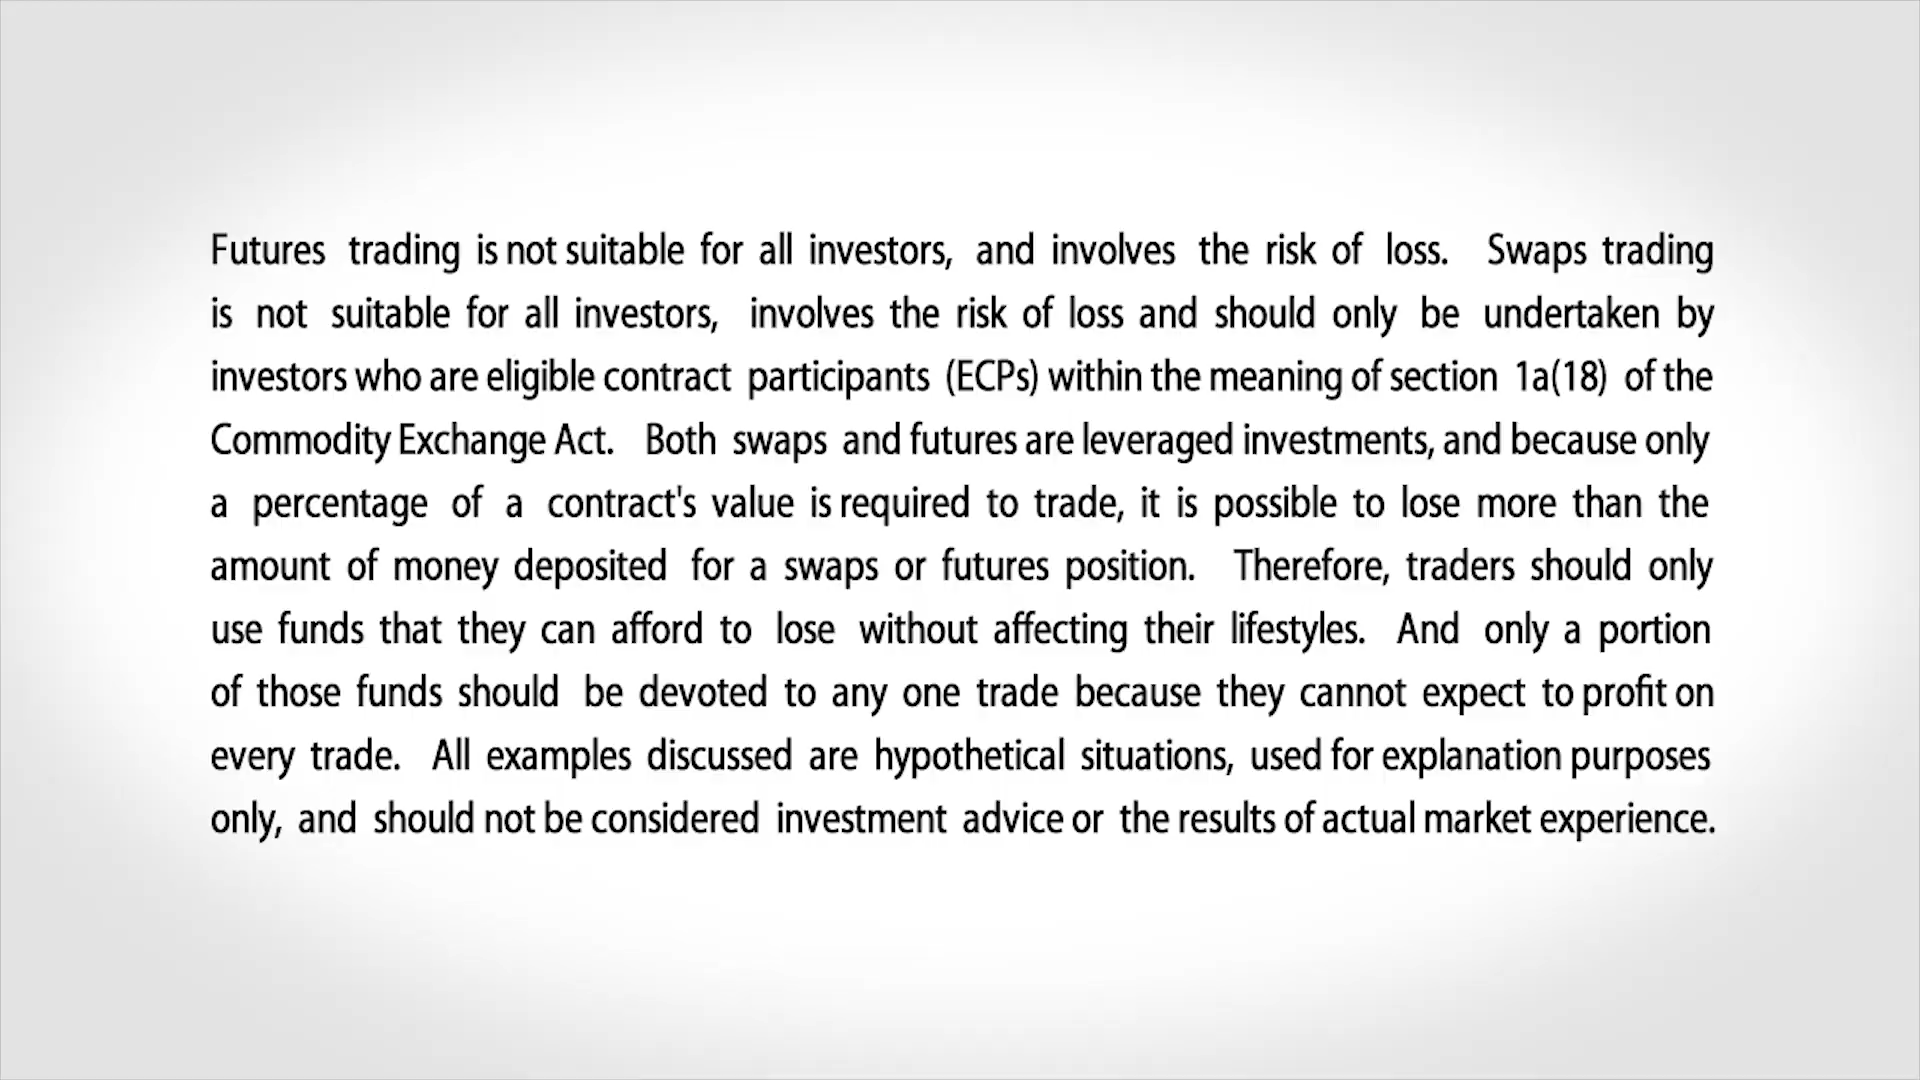 Futures trading is not suitable for all investors, and involves the risk of loss. Swaps trading
is not suitable for all investors, involves the risk of loss and should only be undertaken by
investors who are eligible contract participants (ECPs) within the meaning of section 1a(18) of the
Commodity Exchange Act. Both swaps and futures are leveraged investments, and because only
a percentage of a contract's value is required to trade, it is possible to lose more than the
amount of money deposited for a swaps or futures position. Therefore, traders should only
use funds that they can afford to lose without affecting their lifestyles. And only a portion
of those funds should be devoted to any one trade because they cannot expect to profit on
every trade. All examples discussed are hypothetical situations, used for explanation purposes
only, and should not be considered investment advice or the results of actual market experience.